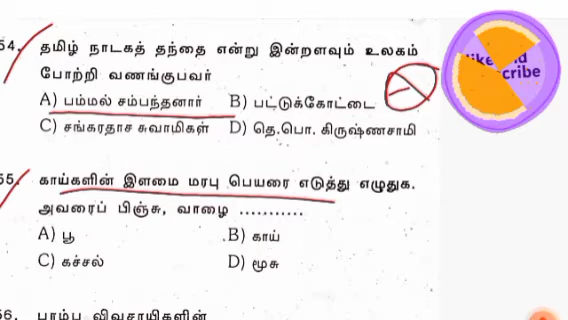 54. தமிழ் நாடகத் தந்தை என்று இன்றளவும் உலகம்
போற்றி வணங்குபவர்
A) பம்மல் சம்பந்தனார் B) பட்டுக்கோட்டை
C) சங்கரதாச சுவாமிகள் D) தெ.பொ. கிருஷ்ணசாமி
55. காய்களின் இளமை மரபு பெயரை எடுத்து எழுதுக.
அவரைப் பிஞ்சு, வாழை ...........
A) பூ B) காய்
C) கச்சல் D) மூசு
56.